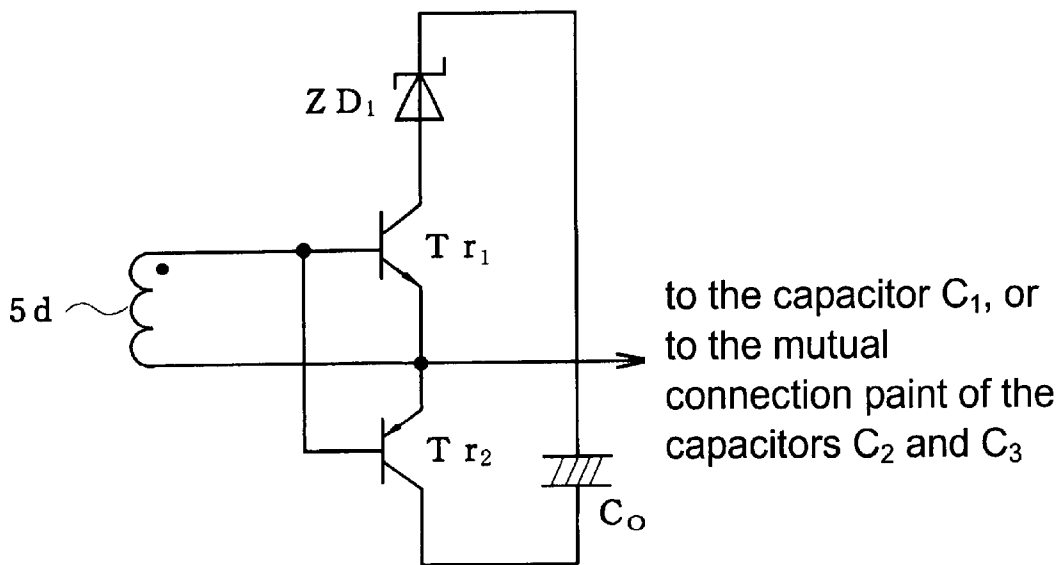 Z D₁
T r₁
5 d
to the capacitor C₁, or
to the mutual
connection paint of the
capacitors C₂ and C₃
T r₂
C₀